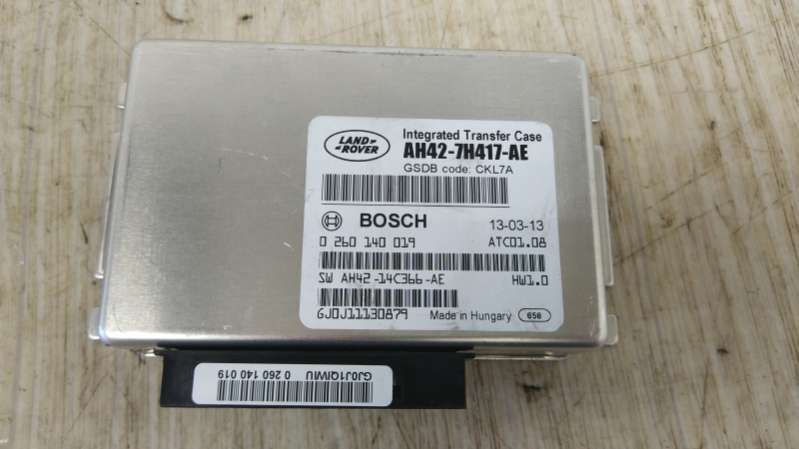 LAND
ROVER
Integrated Transfer Case
AH42-7H417-AE
GSDB code: CKL7A
BOSCH 13-03-13
0 260 140 019 ATC01.08
SW AH42-14C366-AE HW1.0
GJ0J11130879 Made in Hungary 656
0 260 140 019